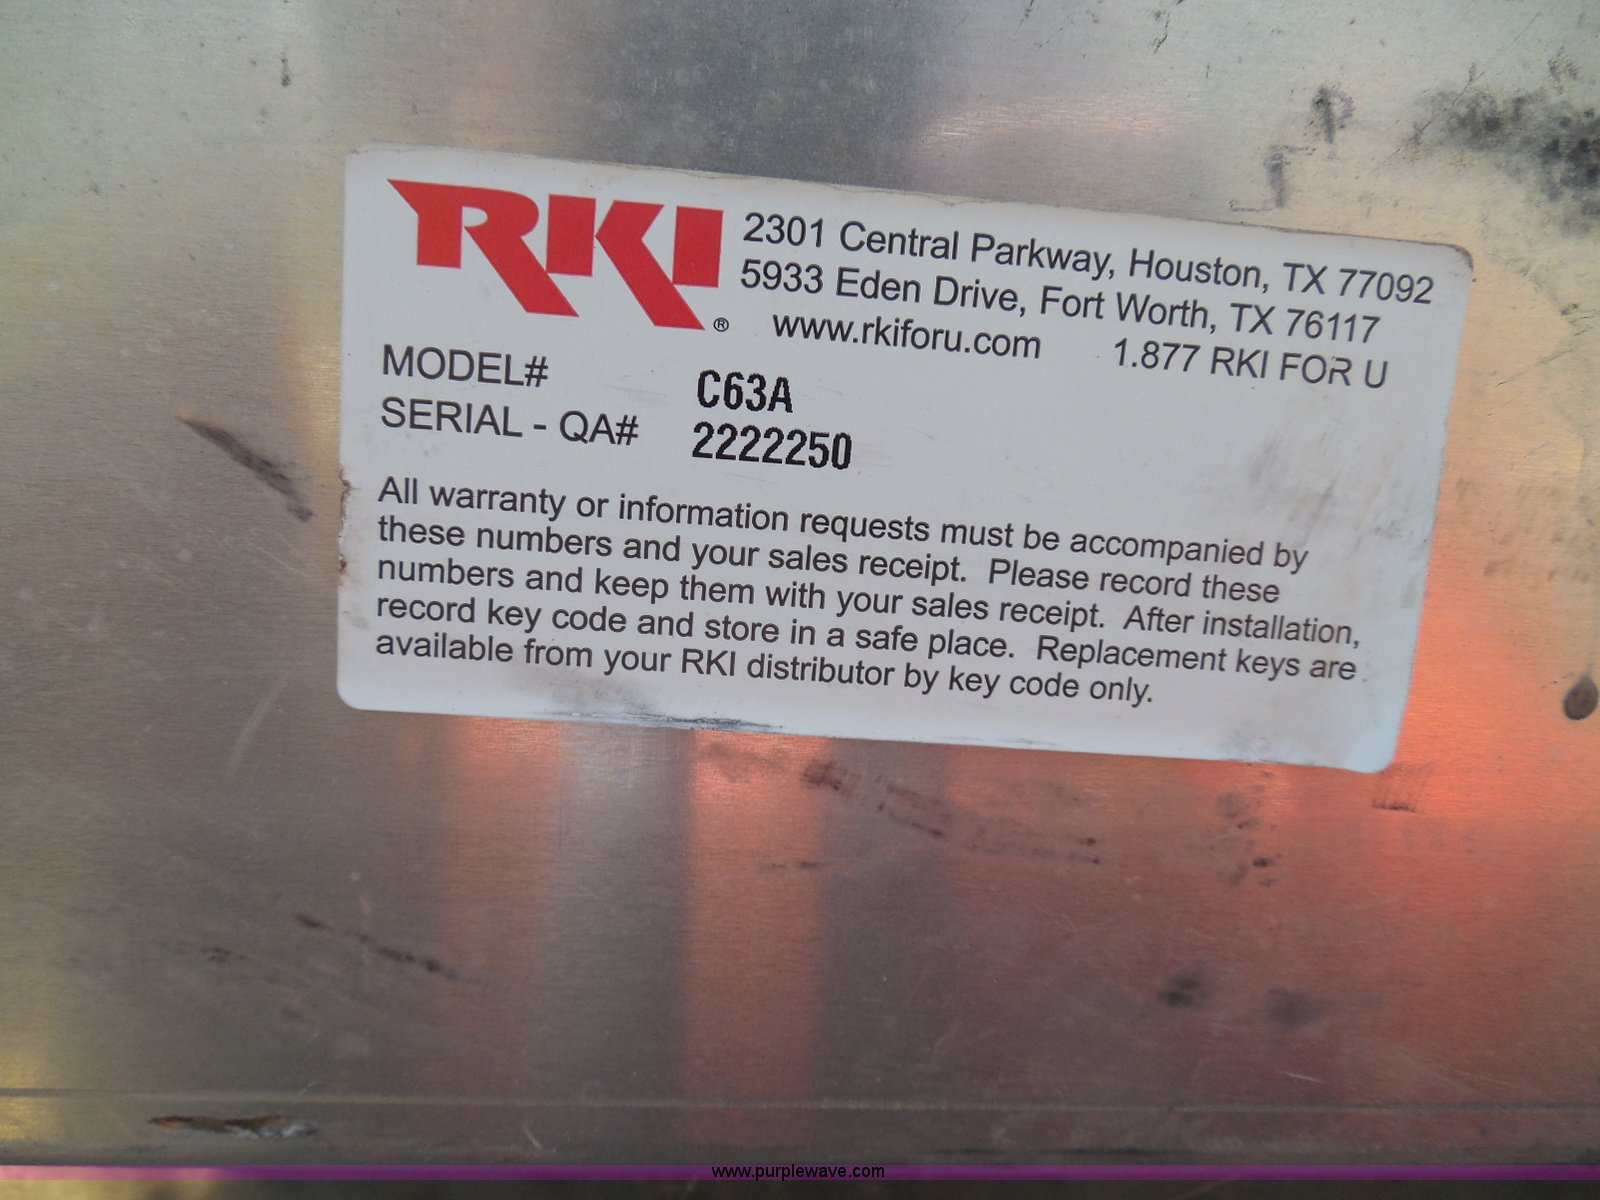 RKI®
2301 Central Parkway, Houston, TX 77092
5933 Eden Drive, Fort Worth, TX 76117
www.rkiforu.com 1.877 RKI FOR U
MODEL# C63A
SERIAL - QA# 2222250
All warranty or information requests must be accompanied by
these numbers and your sales receipt. Please record these
numbers and keep them with your sales receipt. After installation,
record key code and store in a safe place. Replacement keys are
available from your RKI distributor by key code only.
www.purplewave.com